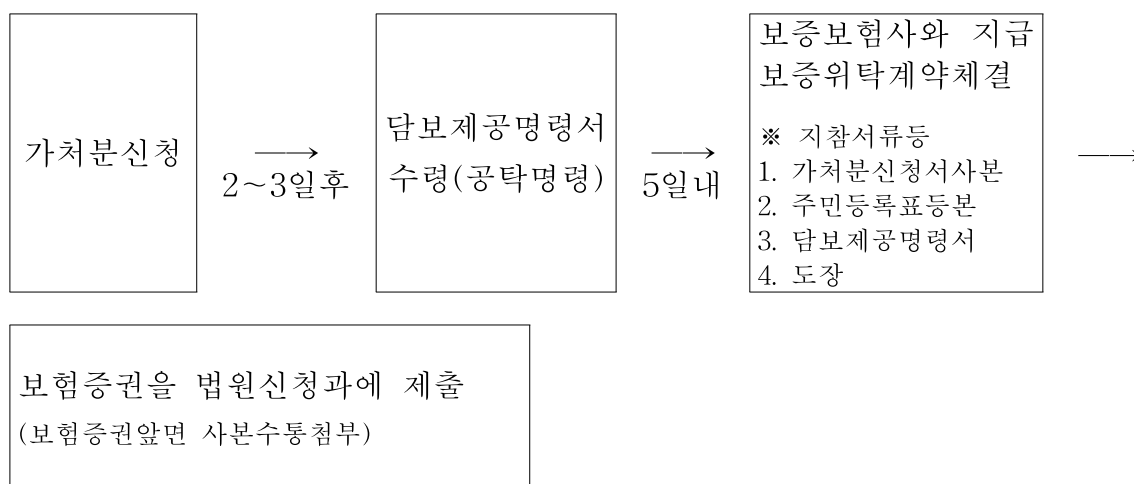 가처분신청
──→
2~3일후
담보제공명령서
수령(공탁명령)
──→
5일내
보증보험사와 지급
보증위탁계약체결
※ 지참서류등
1. 가처분신청서사본
2. 주민등록표등본
3. 담보제공명령서
4. 도장
──→
보험증권을 법원신청과에 제출
(보험증권앞면 사본수통첨부)